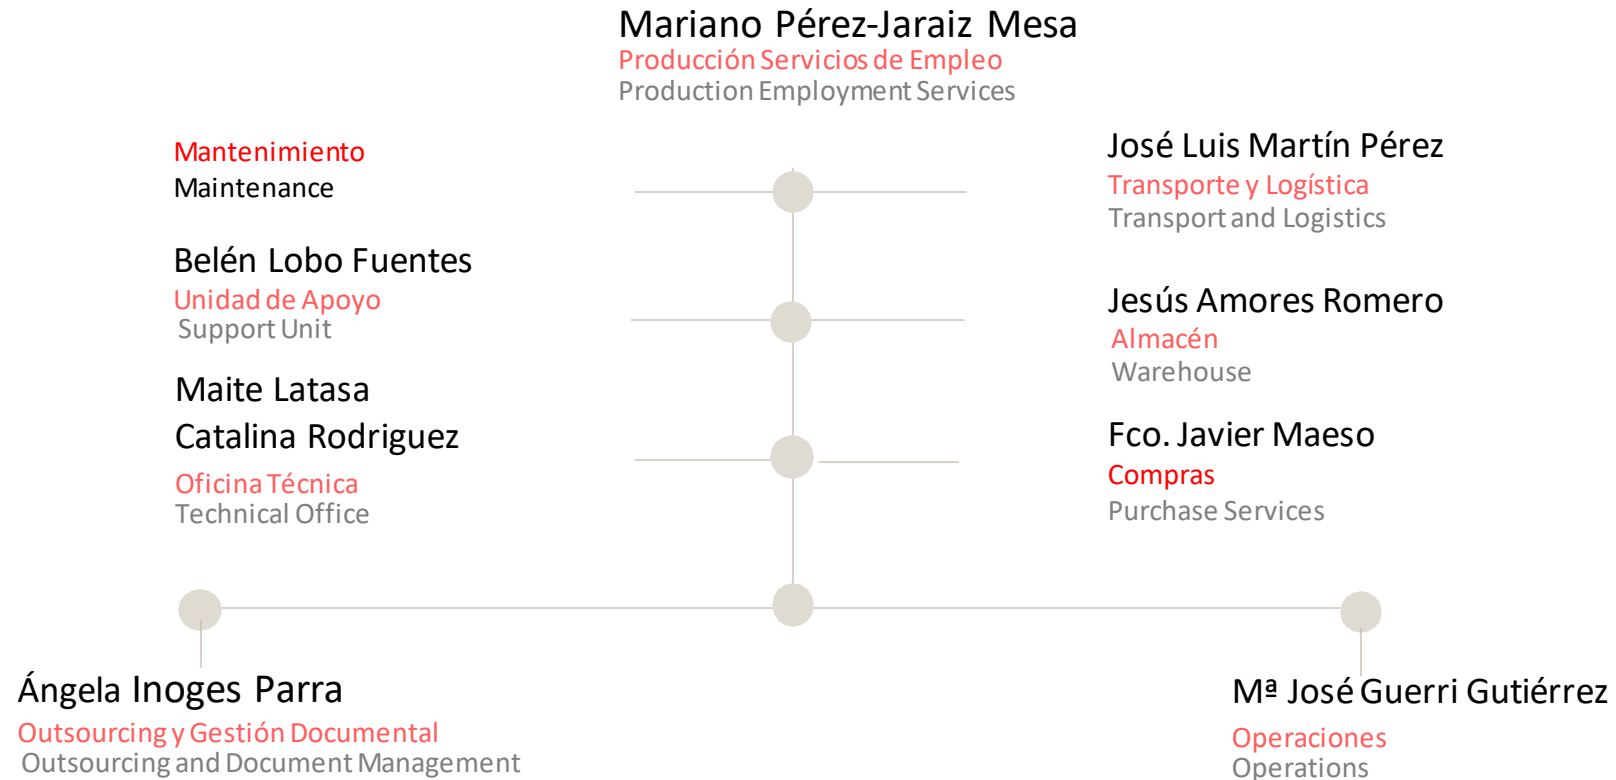 Mariano Pérez-Jaraiz Mesa
Producción Servicios de Empleo
Production Employment Services
Mantenimiento
Maintenance
José Luis Martín Pérez
Transporte y Logística
Transport and Logistics
Belén Lobo Fuentes
Unidad de Apoyo
Support Unit
Jesús Amores Romero
Almacén
Warehouse
Maite Latasa
Catalina Rodriguez
Oficina Técnica
Technical Office
Fco. Javier Maeso
Compras
Purchase Services
Ángela Inoges Parra
Outsourcing y Gestión Documental
Outsourcing and Document Management
Mª José Guerri Gutiérrez
Operaciones
Operations